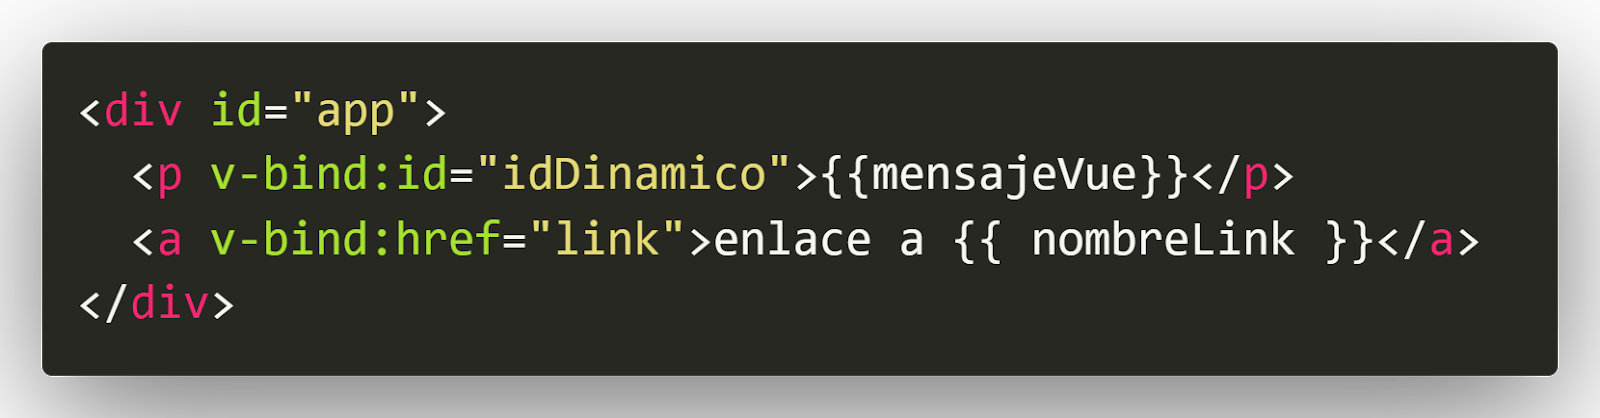 <div id="app">
  <p v-bind:id="idDinamico">{{mensajeVue}}</p>
  <a v-bind:href="link">enlace a {{ nombreLink }}</a>
</div>